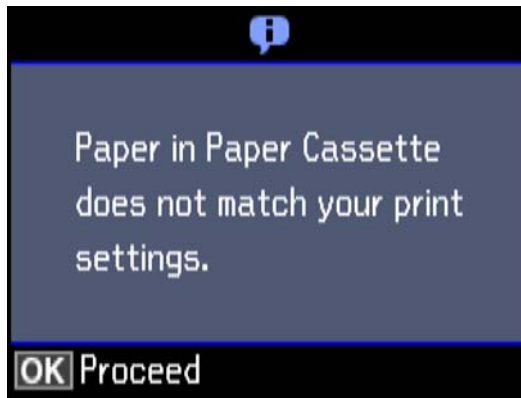 Paper in Paper Cassette
does not match your print
settings.
OK Proceed